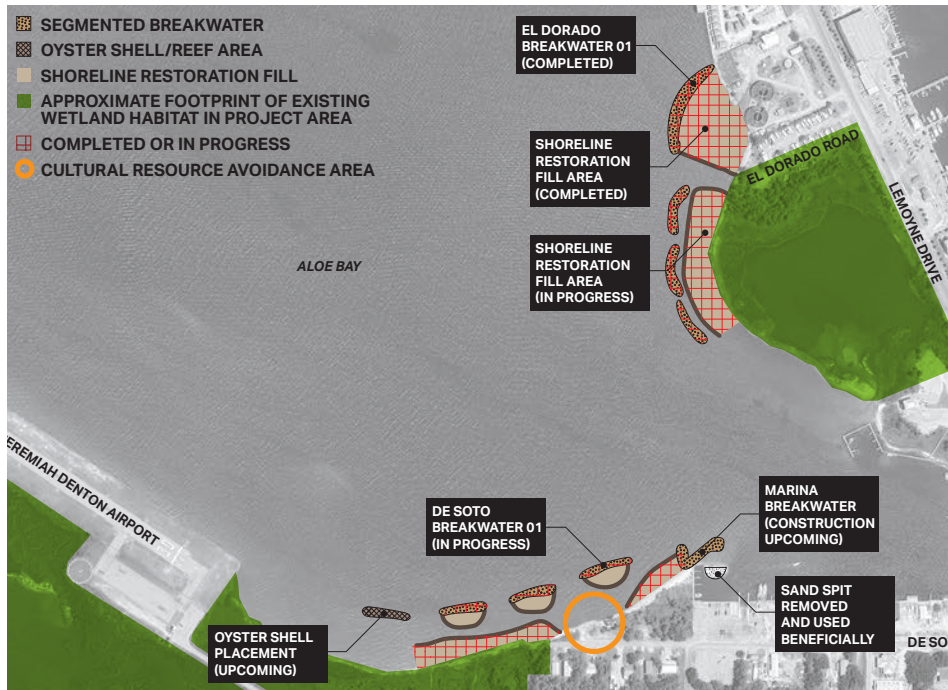 SEGMENTED BREAKWATER
OYSTER SHELL/REEF AREA
SHORELINE RESTORATION FILL
APPROXIMATE FOOTPRINT OF EXISTING
WETLAND HABITAT IN PROJECT AREA
COMPLETED OR IN PROGRESS
CULTURAL RESOURCE AVOIDANCE AREA
EL DORADO
BREAKWATER 01
(COMPLETED)
SHORELINE
RESTORATION
FILL AREA
(COMPLETED)
EL DORADO ROAD
LEMOYNE DRIVE
SHORELINE
RESTORATION
FILL AREA
(IN PROGRESS)
ALOE BAY
EREMIAH DENTON AIRPORT
DE SOTO
BREAKWATER 01
(IN PROGRESS)
MARINA
BREAKWATER
(CONSTRUCTION
UPCOMING)
SAND SPIT
REMOVED
AND USED
BENEFICIALLY
OYSTER SHELL
PLACEMENT
(UPCOMING)
DE SO